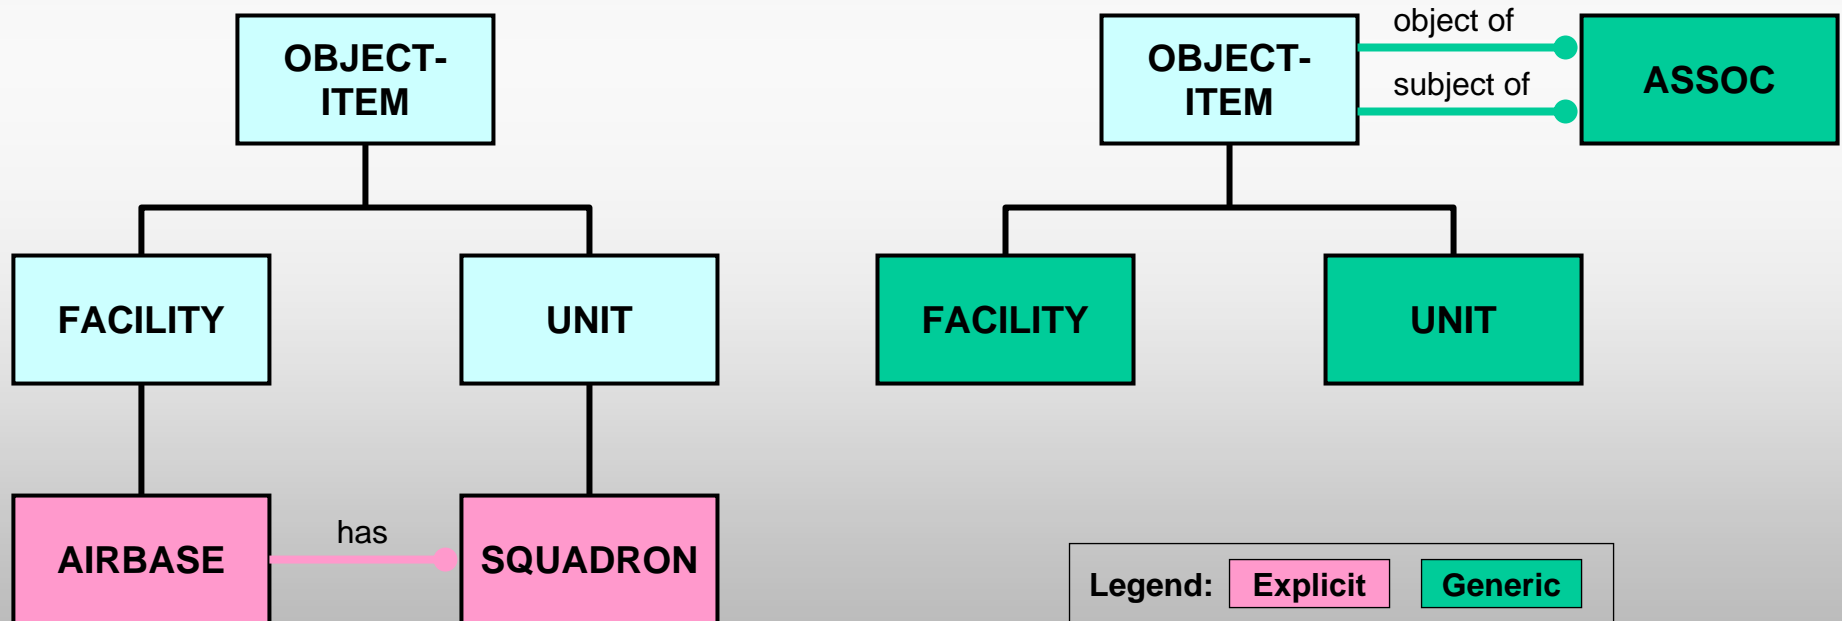 OBJECT-
ITEM
FACILITY
UNIT
AIRBASE
has
SQUADRON
OBJECT-
ITEM
object of
subject of
ASSOC
FACILITY
UNIT
Legend: Explicit Generic